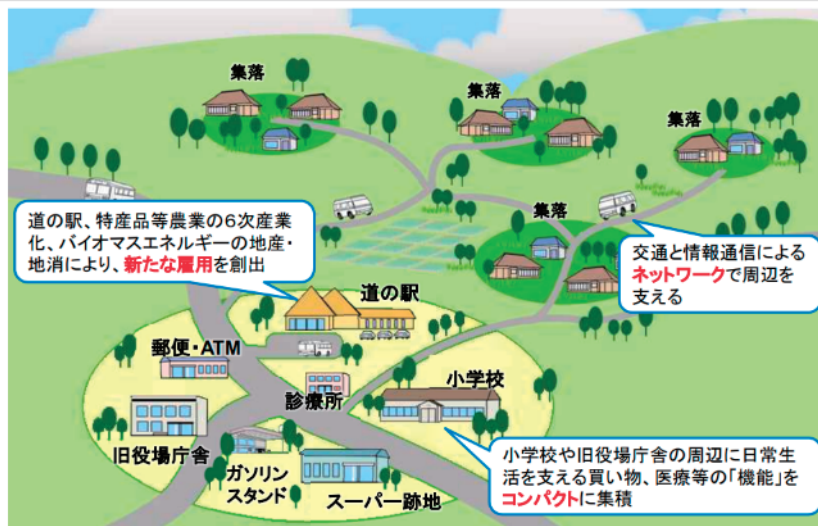 集落
集落
集落
道の駅、特産品等農業の6次産業
化、バイオマスエネルギーの地産・
地消により、新たな雇用を創出
集落
交通と情報通信による
ネットワークで周辺を
支える
道の駅
郵便・ATM
診療所
小学校
旧役場庁舎
ガソリン
スタンド
スーパー跡地
小学校や旧役場庁舎の周辺に日常生
活を支える買い物、医療等の「機能」を
コンパクトに集積